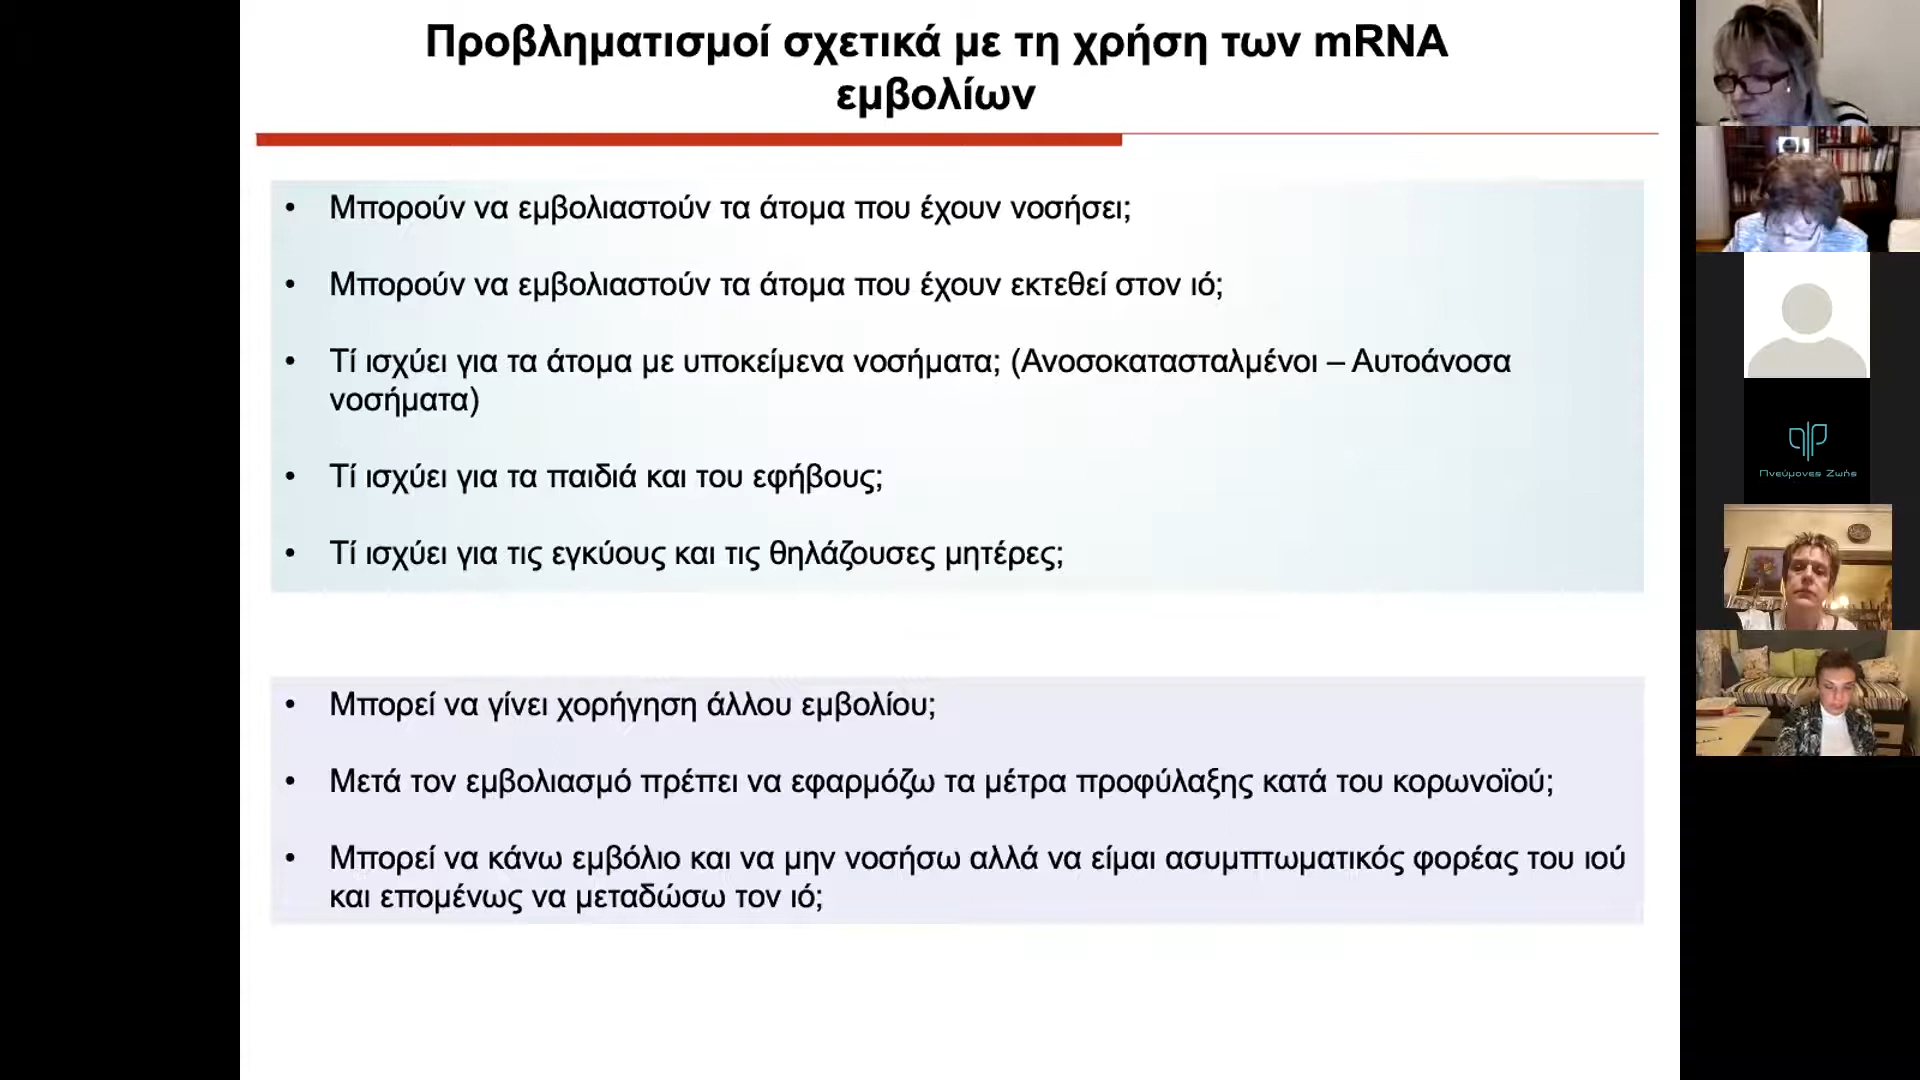 Προβληματισμοί σχετικά με τη χρήση των mRNA
εμβολίων
• Μπορούν να εμβολιαστούν τα άτομα που έχουν νοσήσει;
• Μπορούν να εμβολιαστούν τα άτομα που έχουν εκτεθεί στον ιό;
• Τί ισχύει για τα άτομα με υποκείμενα νοσήματα; (Ανοσοκατασταλμένοι – Αυτοάνοσα
νοσήματα)
• Τί ισχύει για τα παιδιά και του εφήβους;
• Τί ισχύει για τις εγκύους και τις θηλάζουσες μητέρες;
• Μπορεί να γίνει χορήγηση άλλου εμβολίου;
• Μετά τον εμβολιασμό πρέπει να εφαρμόζω τα μέτρα προφύλαξης κατά του κορωνοϊού;
• Μπορεί να κάνω εμβόλιο και να μην νοσήσω αλλά να είμαι ασυμπτωματικός φορέας του ιού
και επομένως να μεταδώσω τον ιό;
Πνεύμονες Ζωής